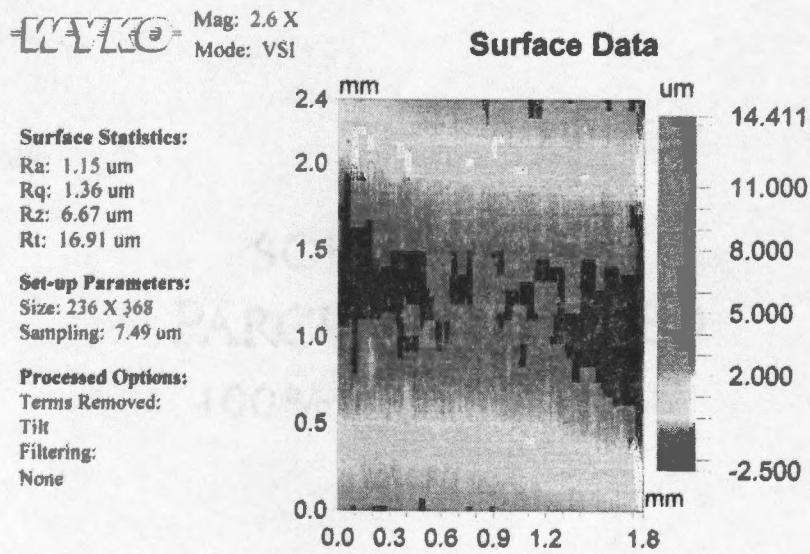 WYKO
Mag: 2.6 X
Mode: VSI
Surface Data
Surface Statistics:
Ra: 1.15 um
Rq: 1.36 um
Rz: 6.67 um
Rt: 16.91 um
Set-up Parameters:
Size: 236 X 368
Sampling: 7.49 um
Processed Options:
Terms Removed:
Tilt
Filtering:
None
mm
2.4
2.0
1.5
1.0
0.5
0.0
0.0 0.3 0.6 0.9 1.2 1.8
mm
um
14.411
11.000
8.000
5.000
2.000
-2.500
100%